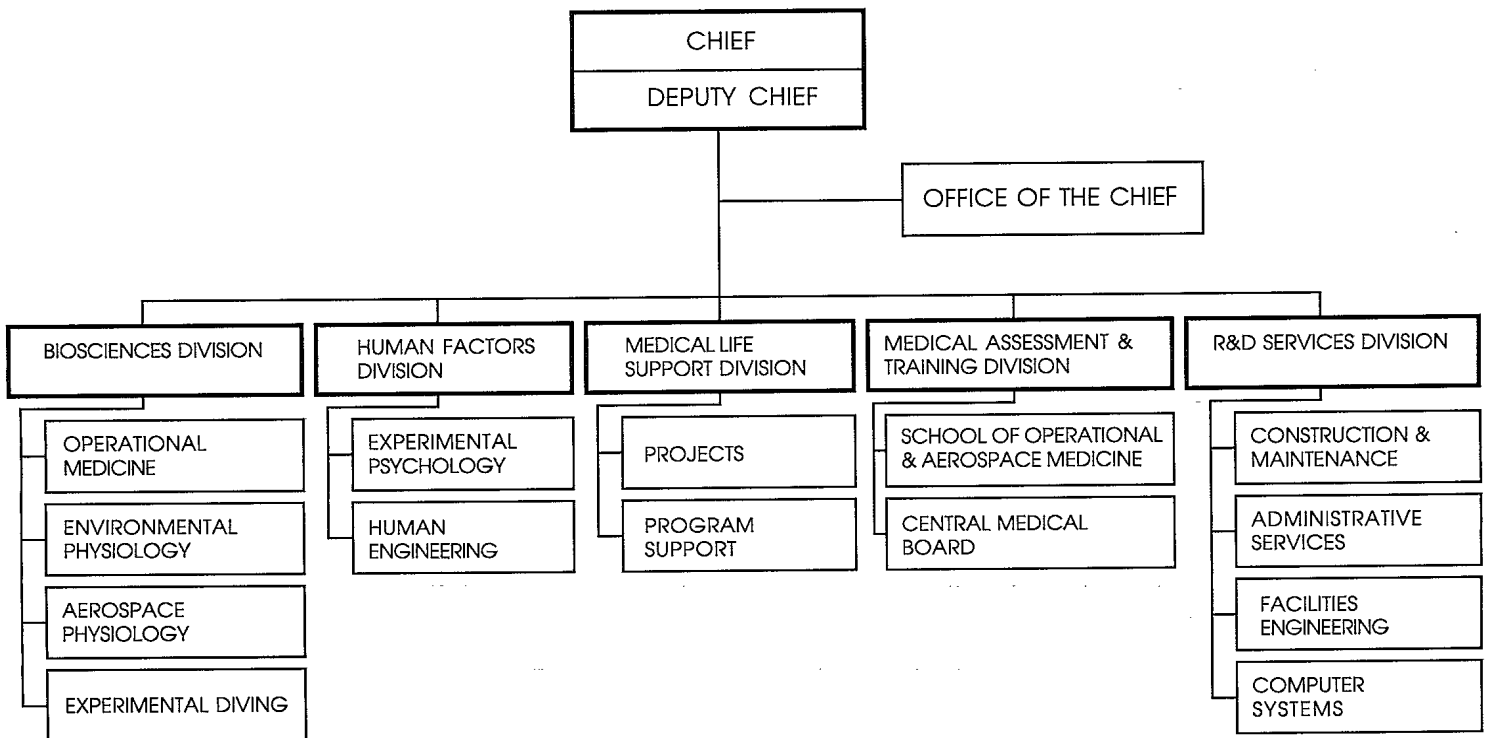 CHIEF
DEPUTY CHIEF
OFFICE OF THE CHIEF
BIOSCIENCES DIVISION
HUMAN FACTORS
DIVISION
MEDICAL LIFE
SUPPORT DIVISION
MEDICAL ASSESSMENT &
TRAINING DIVISION
R&D SERVICES DIVISION
OPERATIONAL
MEDICINE
ENVIRONMENTAL
PHYSIOLOGY
AEROSPACE
PHYSIOLOGY
EXPERIMENTAL DIVING
EXPERIMENTAL
PSYCHOLOGY
HUMAN
ENGINEERING
PROJECTS
PROGRAM
SUPPORT
SCHOOL OF OPERATIONAL
& AEROSPACE MEDICINE
CENTRAL MEDICAL
BOARD
CONSTRUCTION &
MAINTENANCE
ADMINISTRATIVE
SERVICES
FACILITIES
ENGINEERING
COMPUTER
SYSTEMS